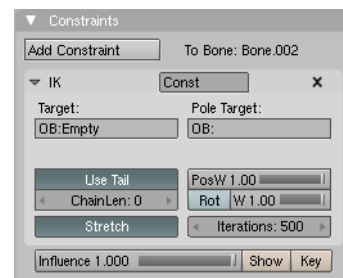 Constraints
Add Constraint To Bone: Bone.002
IK Const
Target: Pole Target:
OB:Empty OB:
Use Tail PosW 1.00
ChainLen: 0 Rot W 1.00
Stretch Iterations: 500
Influence 1.000 Show Key